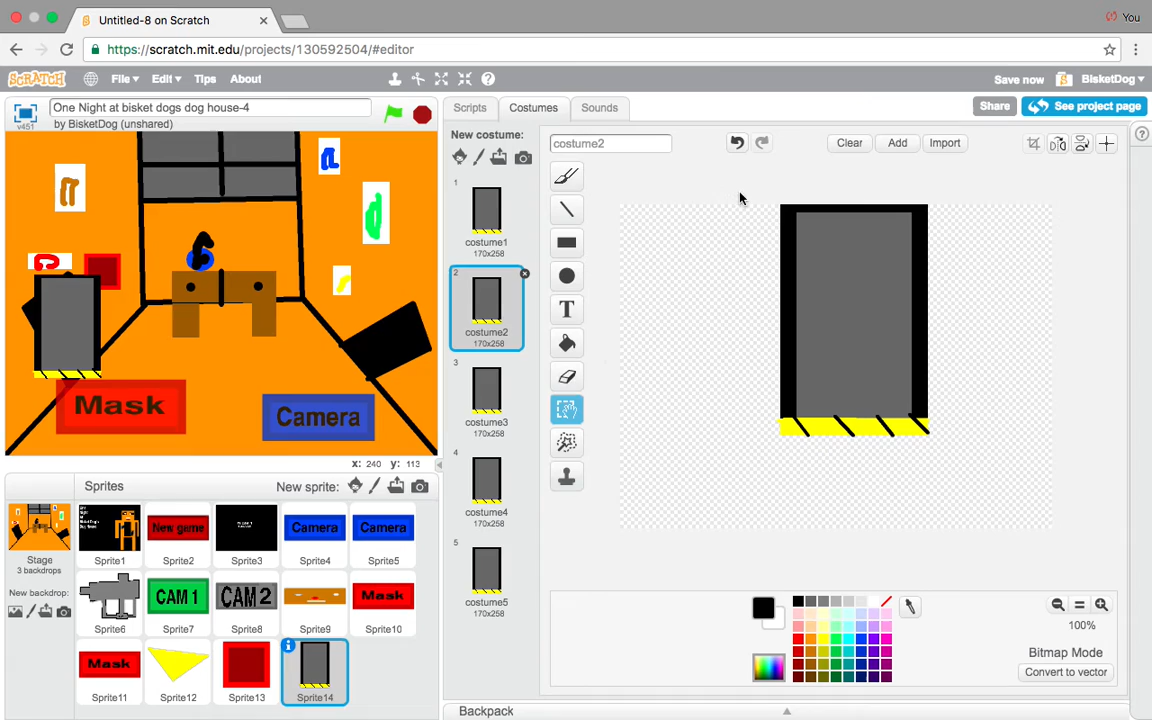 Untitled-8 on Scratch
You
https://scratch.mit.edu/projects/130592504/#editor
SCRATCH
File
Edit
Tips
About
Save now
BisketDog
One Night at bisket dogs dog house-4
by BisketDog (unshared)
v451
Scripts
Costumes
Sounds
Share
See project page
New costume:
costume2
Clear
Add
Import
1
costume1
170x258
2
costume2
170x258
3
costume3
170x258
4
costume4
170x258
5
costume5
170x258
Mask
Camera
x: 240 y: 113
Sprites
New sprite:
Stage
3 backdrops
New backdrop:
Sprite1
New game
Sprite2
Sprite3
Camera
Sprite4
Camera
Sprite5
Sprite6
CAM 1
Sprite7
CAM 2
Sprite8
Sprite9
Mask
Sprite10
Mask
Sprite11
Sprite12
Sprite13
Sprite14
100%
Bitmap Mode
Convert to vector
Backpack